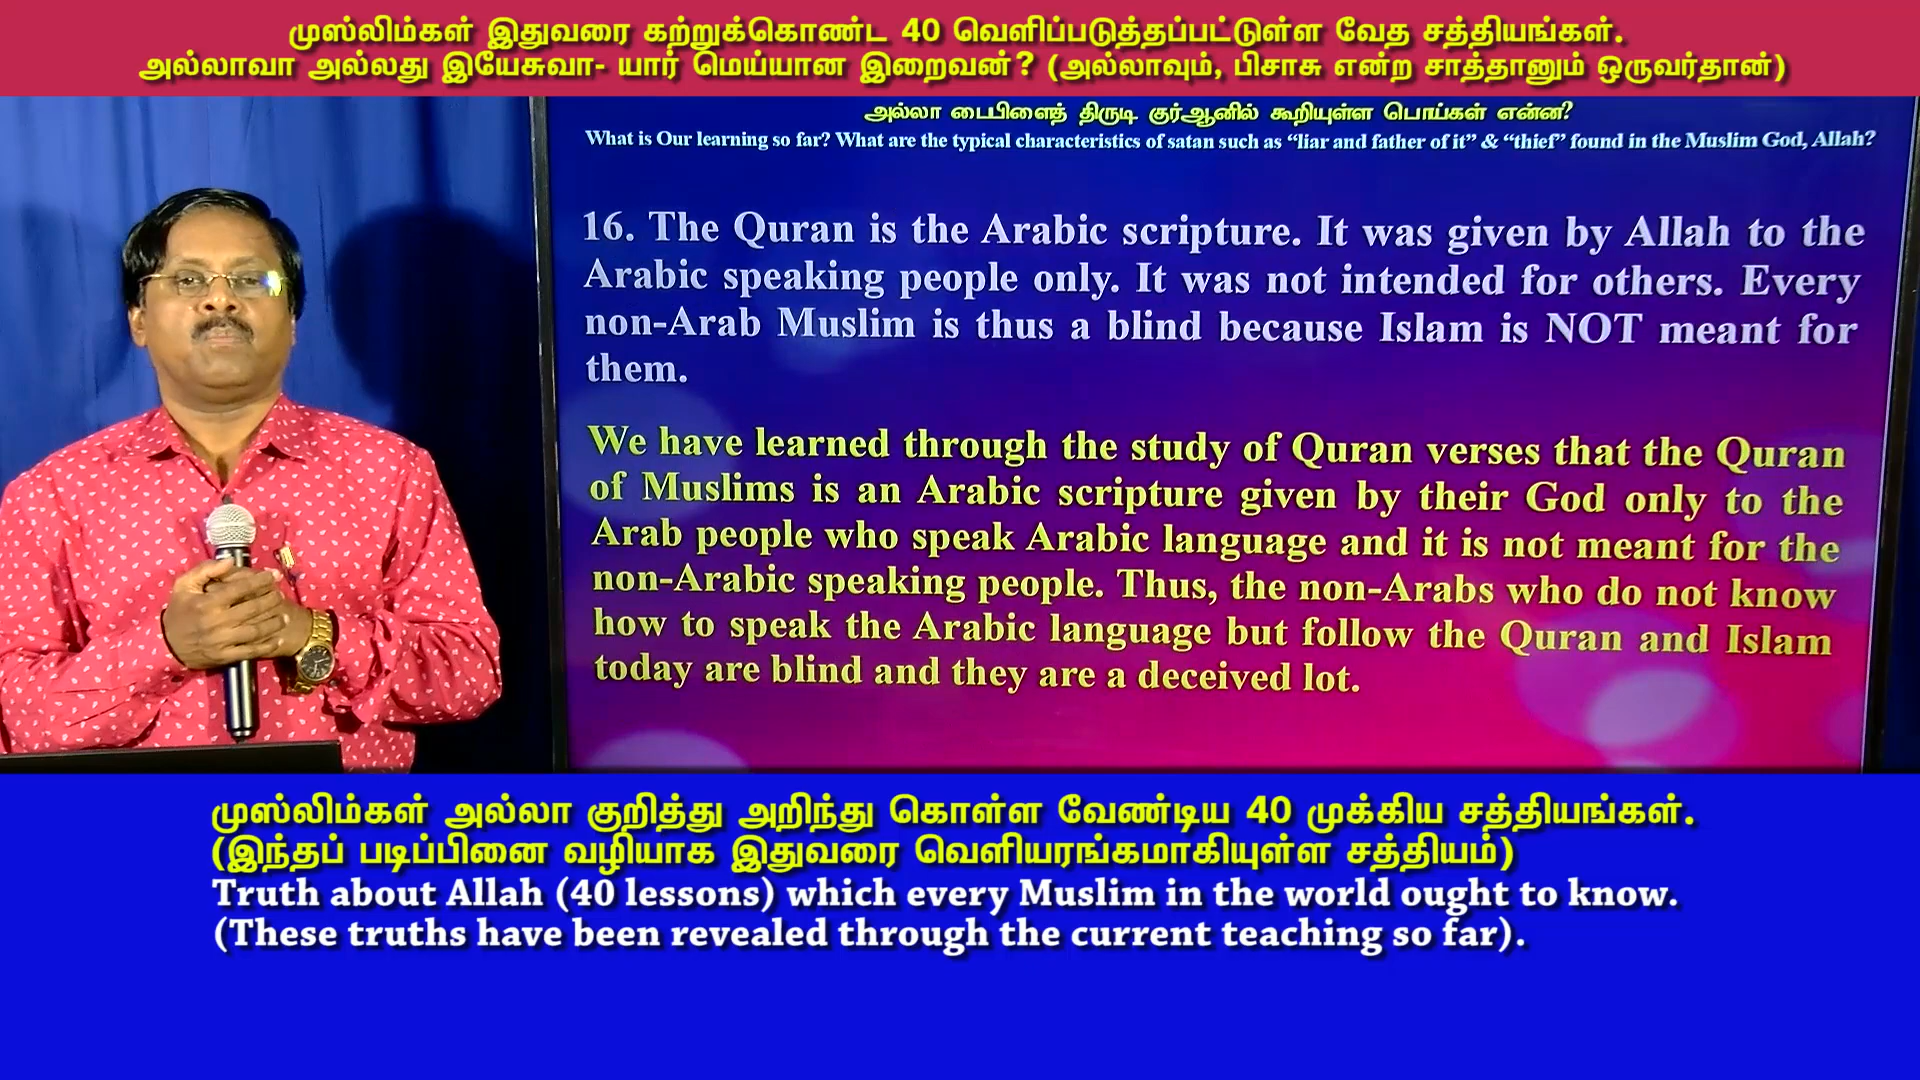 முஸ்லிம்கள் இதுவரை கற்றுக்கொண்ட 40 வெளிப்படுத்தப்பட்டுள்ள வேத சத்தியங்கள்.
அல்லாவா அல்லது இயேசுவா- யார் மெய்யான இறைவன்? (அல்லாவும், பிசாசு என்ற சாத்தானும் ஒருவர்தான்)
அல்லா பைபிளைத் திருடி குர்ஆனில் கூறியுள்ள பொய்கள் என்ன?
What is Our learning so far? What are the typical characteristics of satan such as “liar and father of it” & “thief” found in the Muslim God, Allah?
16. The Quran is the Arabic scripture. It was given by Allah to the
Arabic speaking people only. It was not intended for others. Every
non-Arab Muslim is thus a blind because Islam is NOT meant for
them.
We have learned through the study of Quran verses that the Quran
of Muslims is an Arabic scripture given by their God only to the
Arab people who speak Arabic language and it is not meant for the
non-Arabic speaking people. Thus, the non-Arabs who do not know
how to speak the Arabic language but follow the Quran and Islam
today are blind and they are a deceived lot.
முஸ்லிம்கள் அல்லா குறித்து அறிந்து கொள்ள வேண்டிய 40 முக்கிய சத்தியங்கள்.
(இந்தப் படிப்பினை வழியாக இதுவரை வெளியரங்கமாகியுள்ள சத்தியம்)
Truth about Allah (40 lessons) which every Muslim in the world ought to know.
(These truths have been revealed through the current teaching so far).